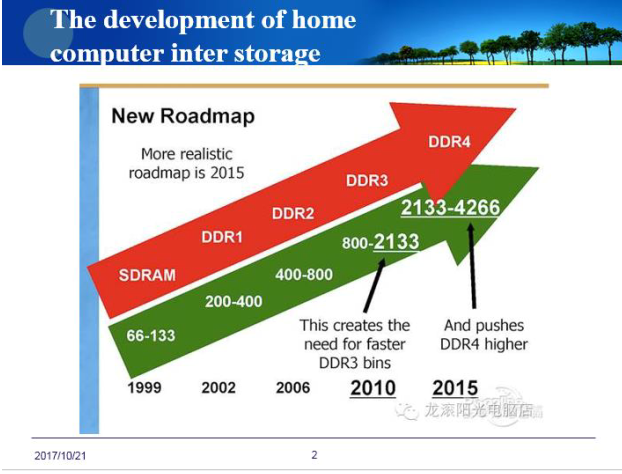 The development of home
computer inter storage
New Roadmap
More realistic
roadmap is 2015
SDRAM
DDR1
DDR2
DDR3
DDR4
66-133
200-400
400-800
800-2133
2133-4266
This creates the
need for faster
DDR3 bins
And pushes
DDR4 higher
1999 2002 2006 2010 2015
龙滚阳光电脑店
2017/10/21
2